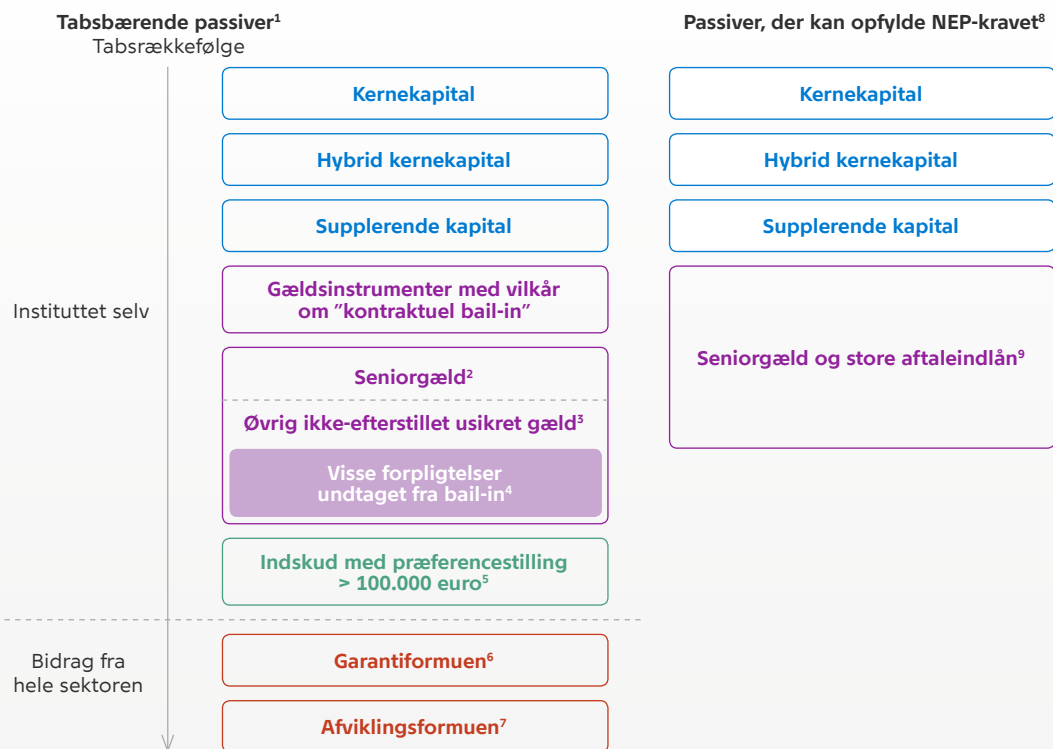 Tabsbærende passiver¹
Tabsrækkefølge
Passiver, der kan opfylde NEP-kravet⁸
Kernekapital
Kernekapital
Hybrid kernekapital
Hybrid kernekapital
Supplerende kapital
Supplerende kapital
Instituttet selv
Gældsinstrumenter med vilkår
om ”kontraktuel bail-in”
Seniorgæld²
Øvrig ikke-efterstillet usikret gæld³
Visse forpligtelser
undtaget fra bail-in⁴
Seniorgæld og store aftaleindlån⁹
Indskud med præferencestilling
> 100.000 euro⁵
Bidrag fra
hele sektoren
Garantiformuen⁶
Afviklingsformuen⁷